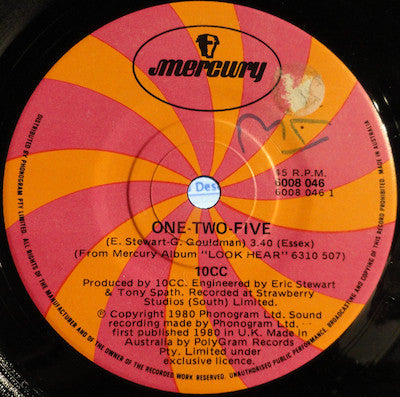 mercury
45 R.P.M.
6008 046
6008 046 1
Des
ONE-TWO-FIVE
(E. Stewart-G. Gouldman) 3.40 (Essex)
(From Mercury Album "LOOK HEAR" 6310 507)
10CC
Produced by 10CC. Engineered by Eric Stewart
& Tony Spath. Recorded at Strawberry
Studios (South) Limited.
℗ Copyright 1980 Phonogram Ltd. Sound
recording made by Phonogram Ltd. ··
first published 1980 in U.K. Made in
Australia by PolyGram Records
Pty. Limited under
exclusive licence.
DISTRIBUTED BY PHONOGRAM PTY LIMITED. ALL RIGHTS OF THE MANUFACTURER AND OF THE OWNER OF THE RECORDED WORK RESERVED. UNAUTHORISED PUBLIC PERFORMANCE, BROADCASTING AND COPYING OF THIS RECORD PROHIBITED. MADE IN AUSTRALIA